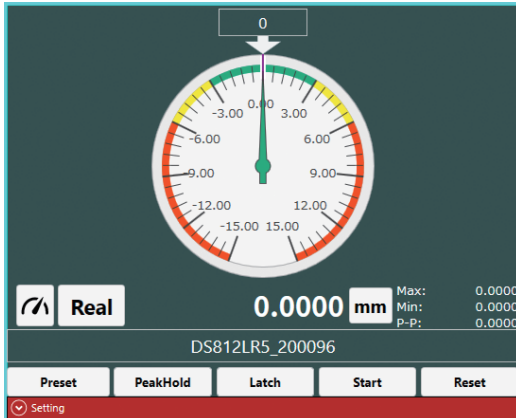 0
0.00
-3.00 3.00
-6.00 6.00
-9.00 9.00
-12.00 12.00
-15.00 15.00
Real 0.0000 mm
Max: 0.0000
Min: 0.0000
P-P: 0.0000
DS812LR5_200096
Preset PeakHold Latch Start Reset
Setting